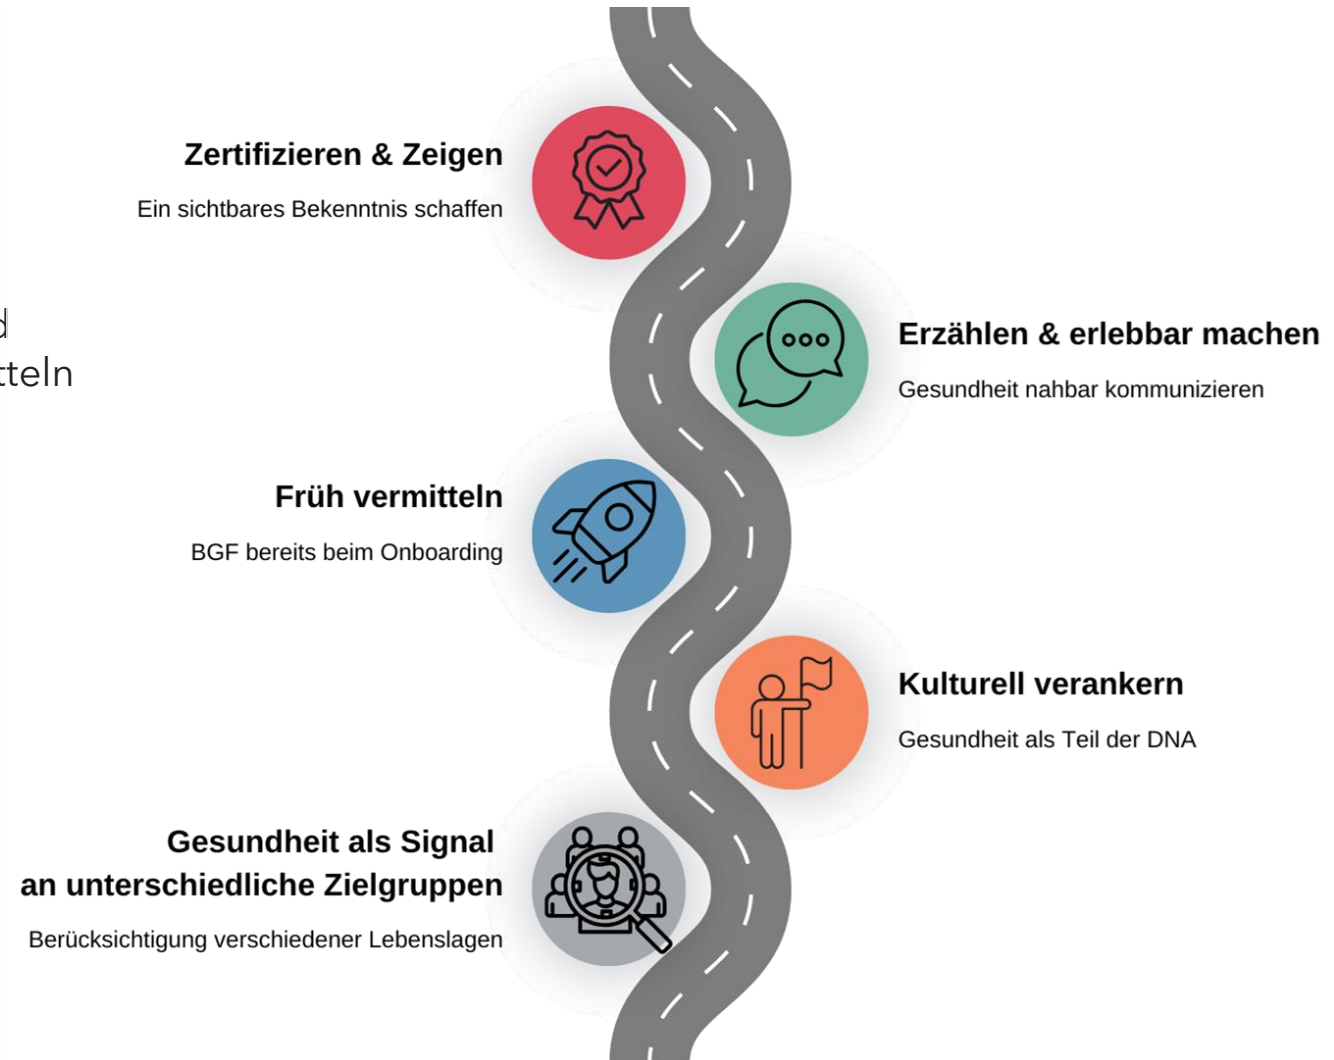 Zertifizieren & Zeigen
Ein sichtbares Bekenntnis schaffen
Erzählen & erlebbar machen
Gesundheit nahbar kommunizieren
Früh vermitteln
BGF bereits beim Onboarding
Kulturell verankern
Gesundheit als Teil der DNA
Gesundheit als Signal
an unterschiedliche Zielgruppen
Berücksichtigung verschiedener Lebenslagen